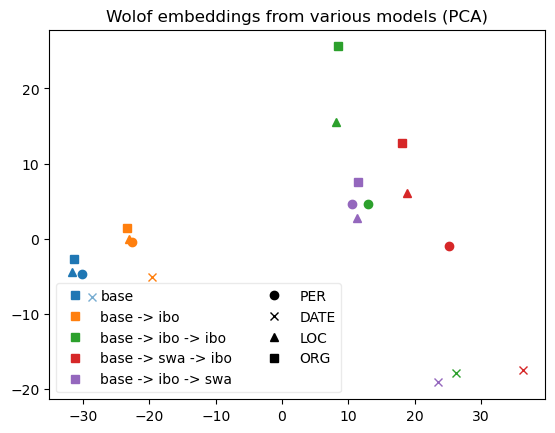 Wolof embeddings from various models (PCA)
20
10
0
−10
−20
base
base -> ibo
base -> ibo -> ibo
base -> swa -> ibo
base -> ibo -> swa
PER
DATE
LOC
ORG
−30 −20 −10 0 10 20 30